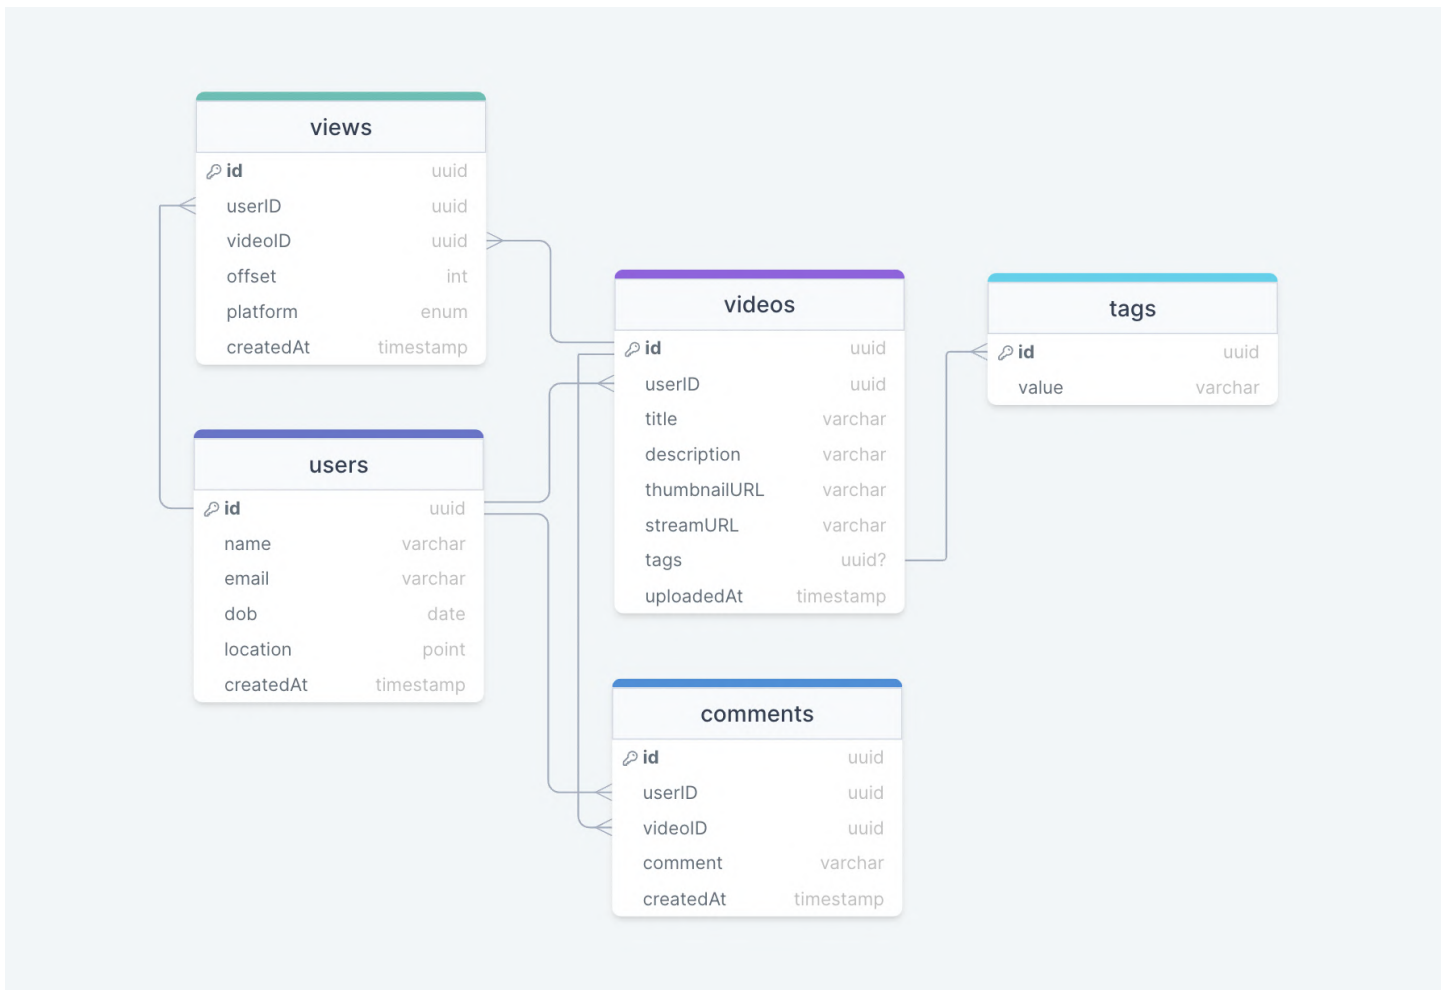 views
id uuid
userID uuid
videoID uuid
offset int
platform enum
createdAt timestamp
users
id uuid
name varchar
email varchar
dob date
location point
createdAt timestamp
videos
id uuid
userID uuid
title varchar
description varchar
thumbnailURL varchar
streamURL varchar
tags uuid?
uploadedAt timestamp
comments
id uuid
userID uuid
videoID uuid
comment varchar
createdAt timestamp
tags
id uuid
value varchar